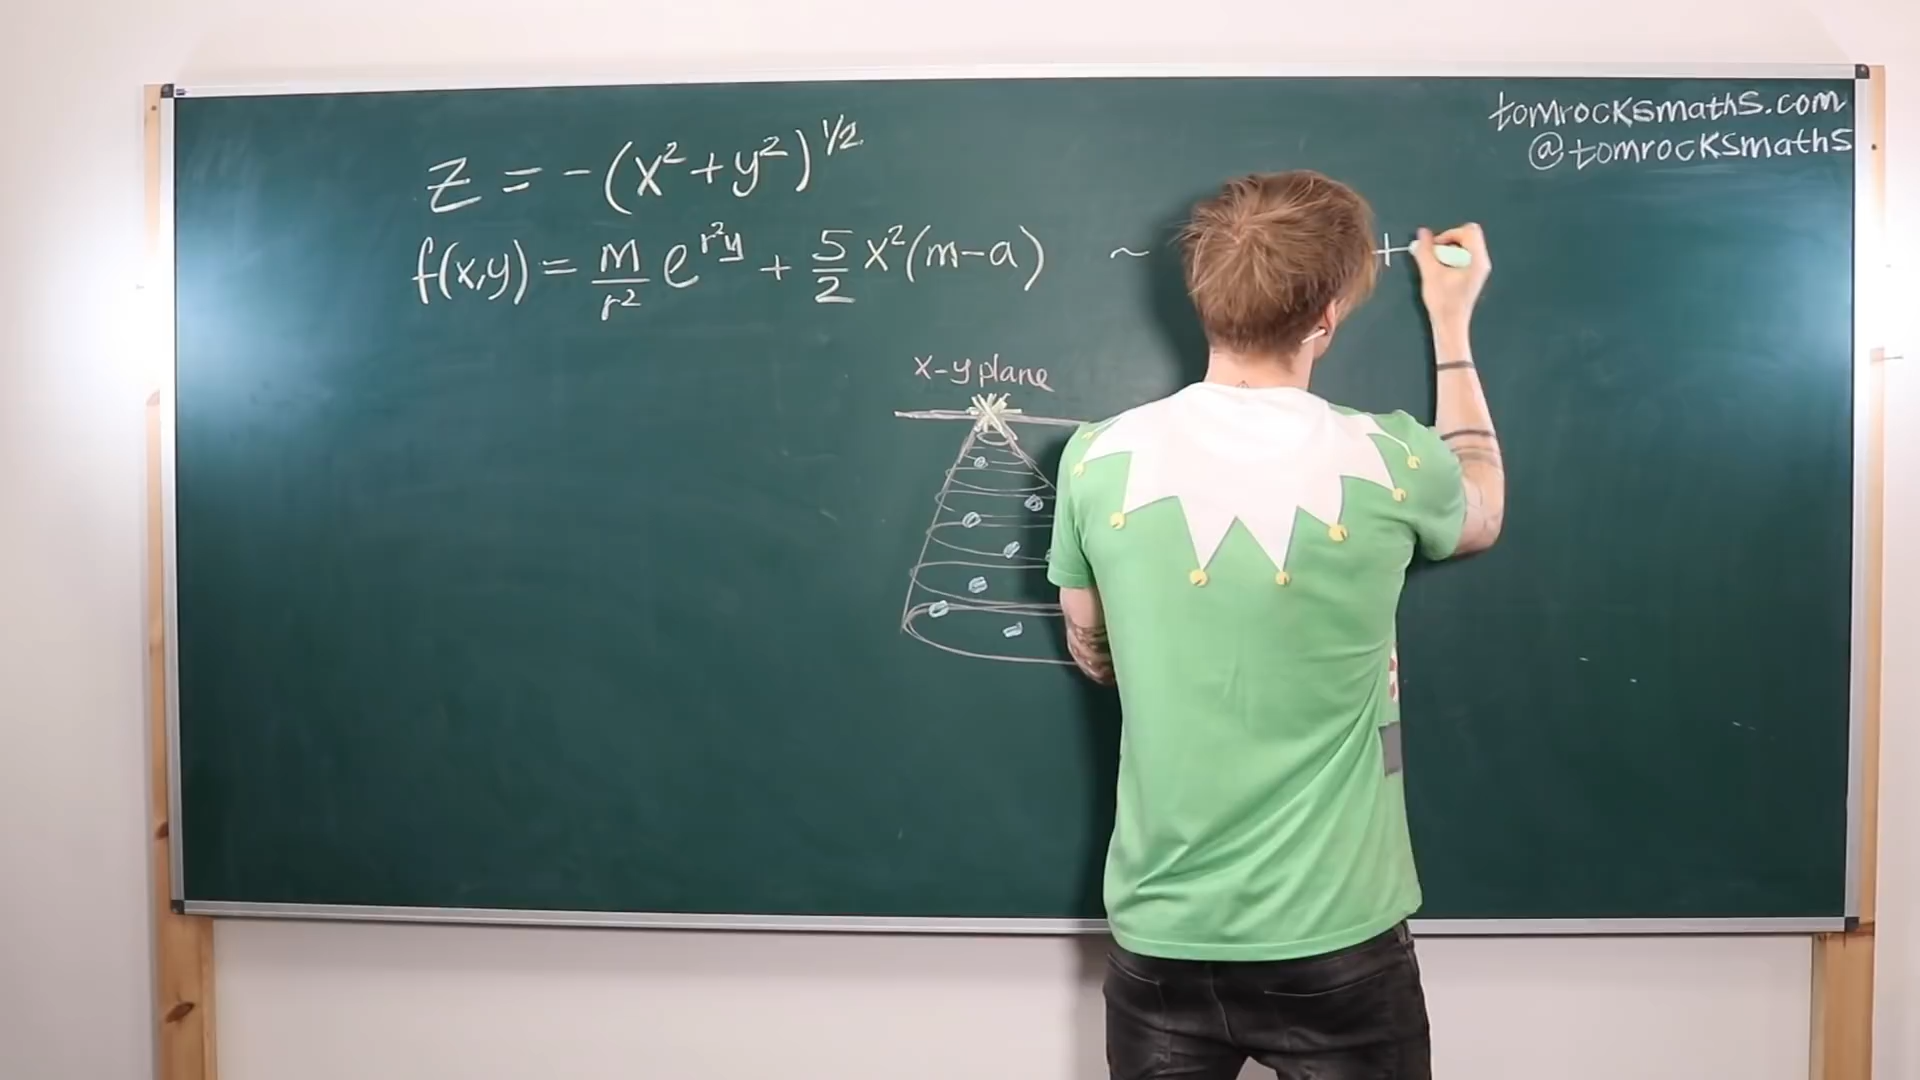 tomrocksmaths.com
@tomrocksmaths
z = -(x² + y²)^1/2
f(x,y) = m/r² e^r²y + 5/2 x²(m-a) ~ +
x-y plane